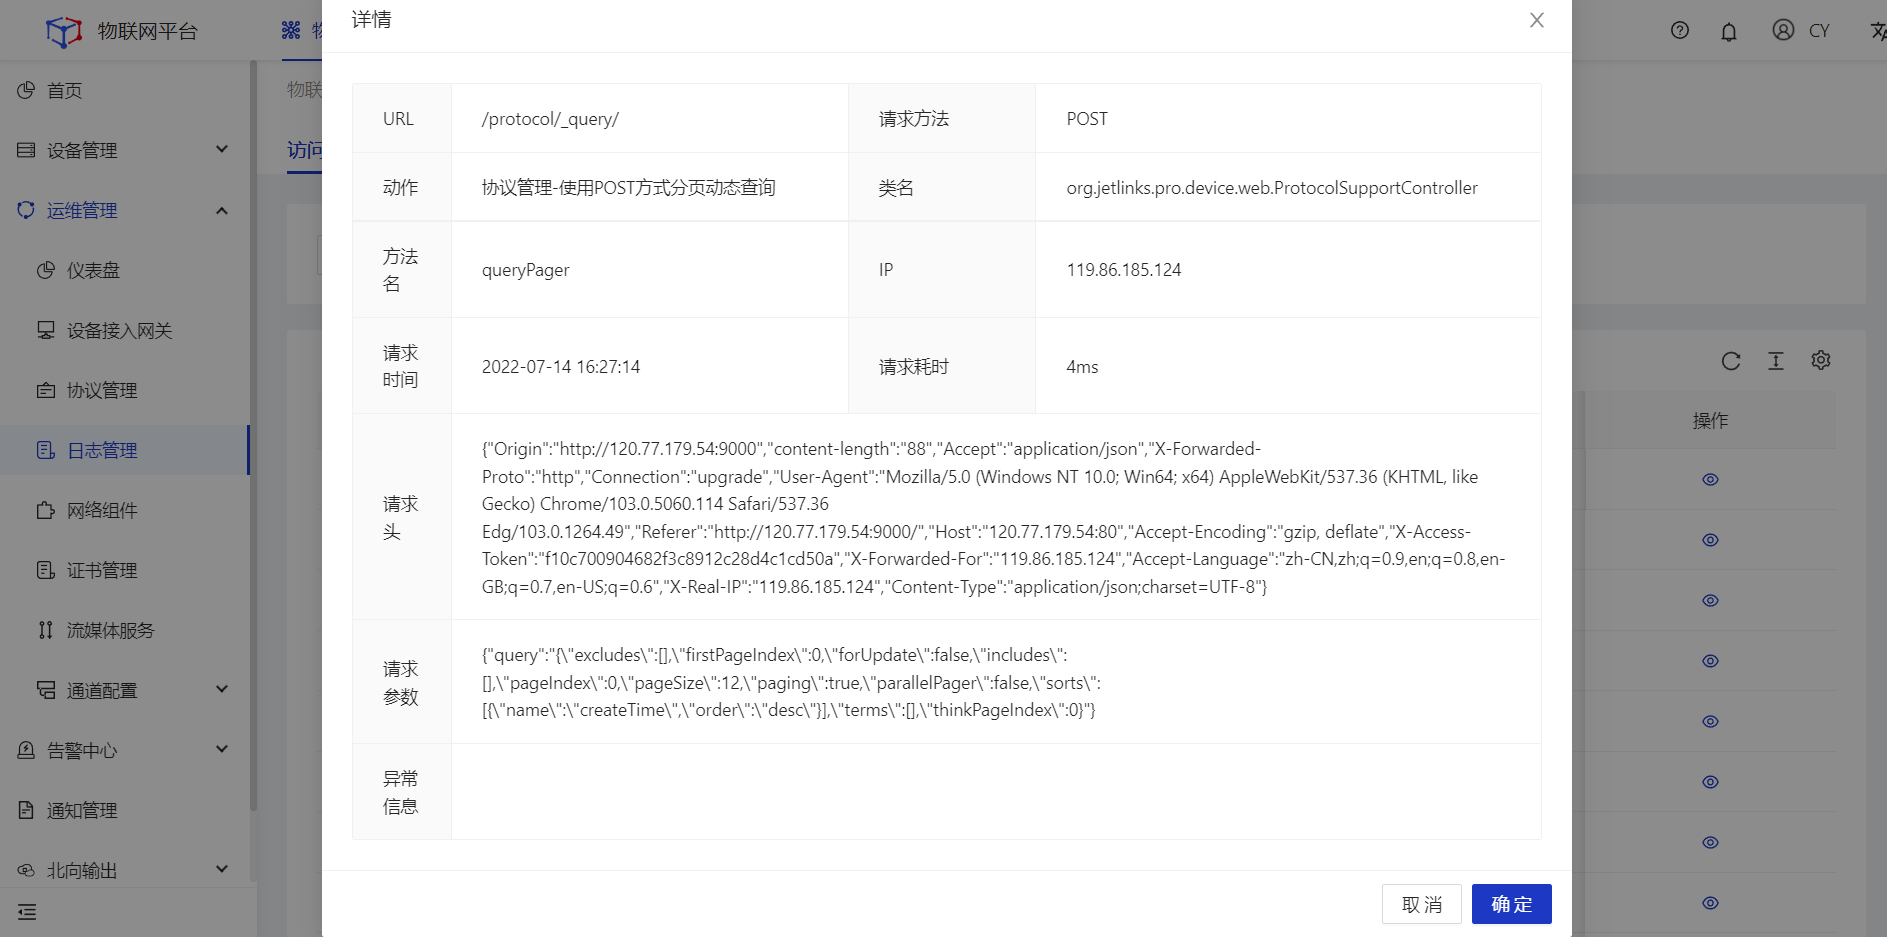 详情
物联网平台
物
CY
首页
物联
设备管理
访问
运维管理
仪表盘
设备接入网关
协议管理
日志管理
网络组件
证书管理
流媒体服务
通道配置
告警中心
通知管理
北向输出
URL
/protocol/_query/
请求方法
POST
动作
协议管理-使用POST方式分页动态查询
类名
org.jetlinks.pro.device.web.ProtocolSupportController
方法
名
queryPager
IP
119.86.185.124
请求
时间
2022-07-14 16:27:14
请求耗时
4ms
请求
头
{"Origin":"http://120.77.179.54:9000","content-length":"88","Accept":"application/json","X-Forwarded-
Proto":"http","Connection":"upgrade","User-Agent":"Mozilla/5.0 (Windows NT 10.0; Win64; x64) AppleWebKit/537.36 (KHTML, like
Gecko) Chrome/103.0.5060.114 Safari/537.36
Edg/103.0.1264.49","Referer":"http://120.77.179.54:9000/","Host":"120.77.179.54:80","Accept-Encoding":"gzip, deflate","X-Access-
Token":"f10c700904682f3c8912c28d4c1cd50a","X-Forwarded-For":"119.86.185.124","Accept-Language":"zh-CN,zh;q=0.9,en;q=0.8,en-
GB;q=0.7,en-US;q=0.6","X-Real-IP":"119.86.185.124","Content-Type":"application/json;charset=UTF-8"}
请求
参数
{"query":"{\"excludes\":[],\"firstPageIndex\":0,\"forUpdate\":false,\"includes\":
[],\"pageIndex\":0,\"pageSize\":12,\"paging\":true,\"parallelPager\":false,\"sorts\":
[{\"name\":\"createTime\",\"order\":\"desc\"}],\"terms\":[],\"thinkPageIndex\":0}"}
异常
信息
操作
取 消
确 定